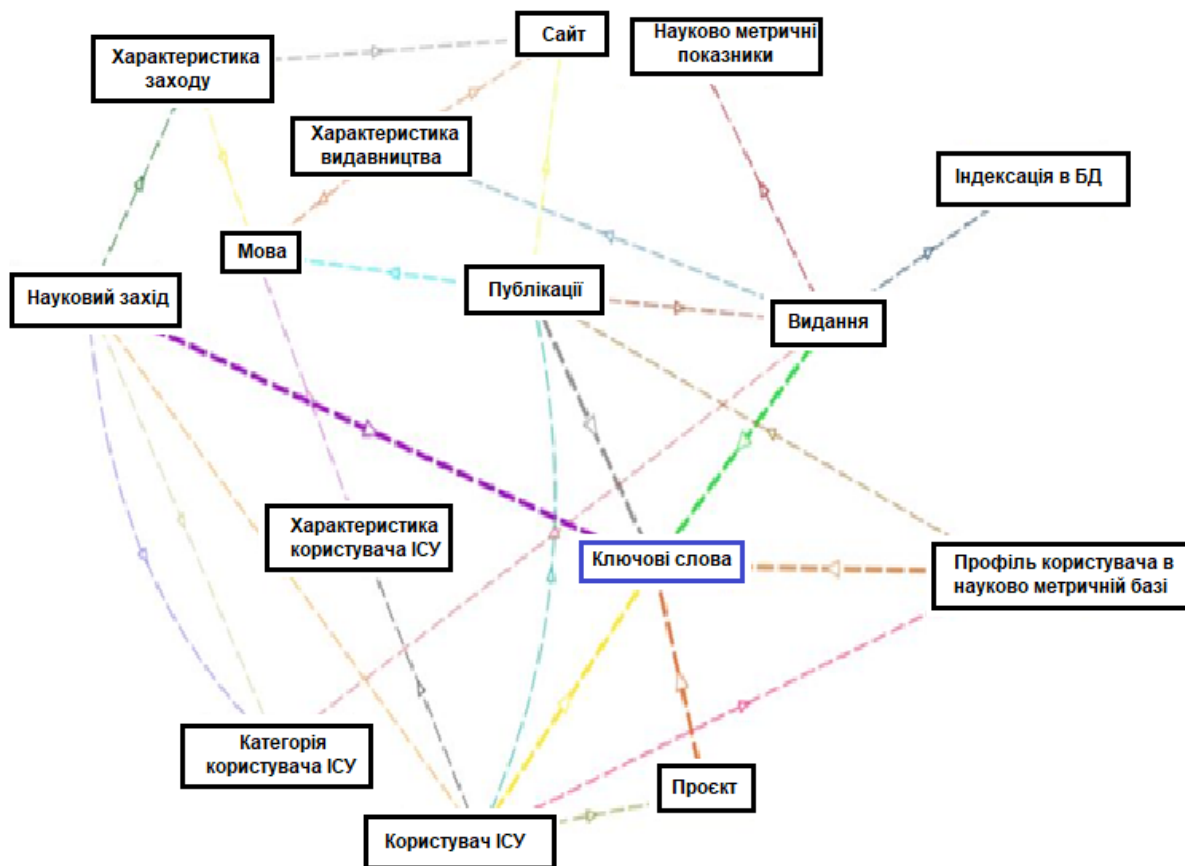 Характеристика
заходу
Сайт
Науково метричні
показники
Характеристика
видавництва
Індексація в БД
Мова
Науковий захід
Публікації
Видання
Характеристика
користувача ІСУ
Ключові слова
Профіль користувача в
науково метричній базі
Категорія
користувача ІСУ
Проєкт
Користувач ІСУ